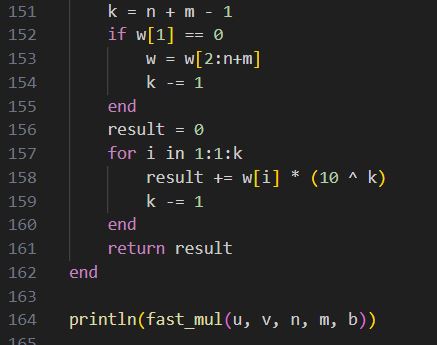 151 k = n + m - 1
152 if w[1] == 0
153 w = w[2:n+m]
154 k -= 1
155 end
156 result = 0
157 for i in 1:1:k
158 result += w[i] * (10 ^ k)
159 k -= 1
160 end
161 return result
162 end
163
164 println(fast_mul(u, v, n, m, b))
165